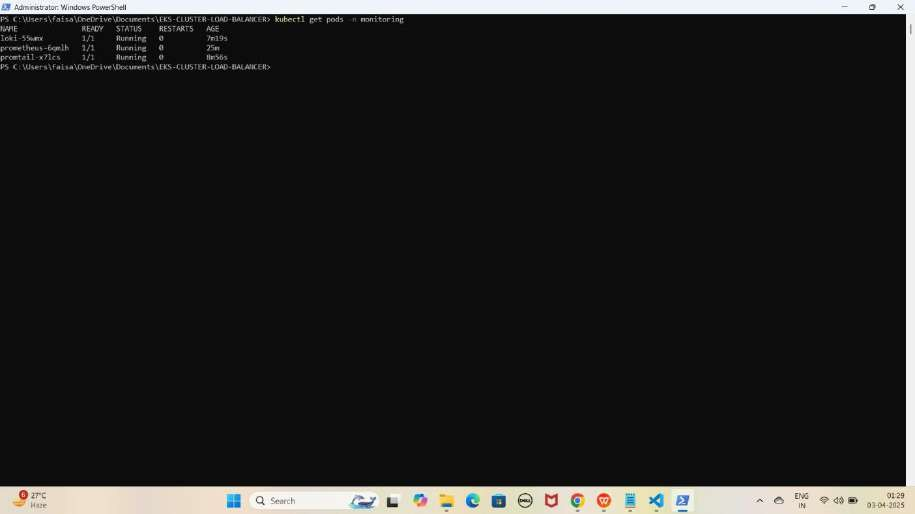 Administrator: Windows PowerShell
PS C:\Users\faisa\OneDrive\Documents\EKS-CLUSTER-LOAD-BALANCER> kubectl get pods -n monitoring
NAME READY STATUS RESTARTS AGE
loki-55wmx 1/1 Running 0 7m19s
prometheus-6qmlh 1/1 Running 0 25m
promtail-x7lcs 1/1 Running 0 8m56s
PS C:\Users\faisa\OneDrive\Documents\EKS-CLUSTER-LOAD-BALANCER>
6
27°C
Haze
Search
DELL
ENG
IN
01:29
03-04-2025